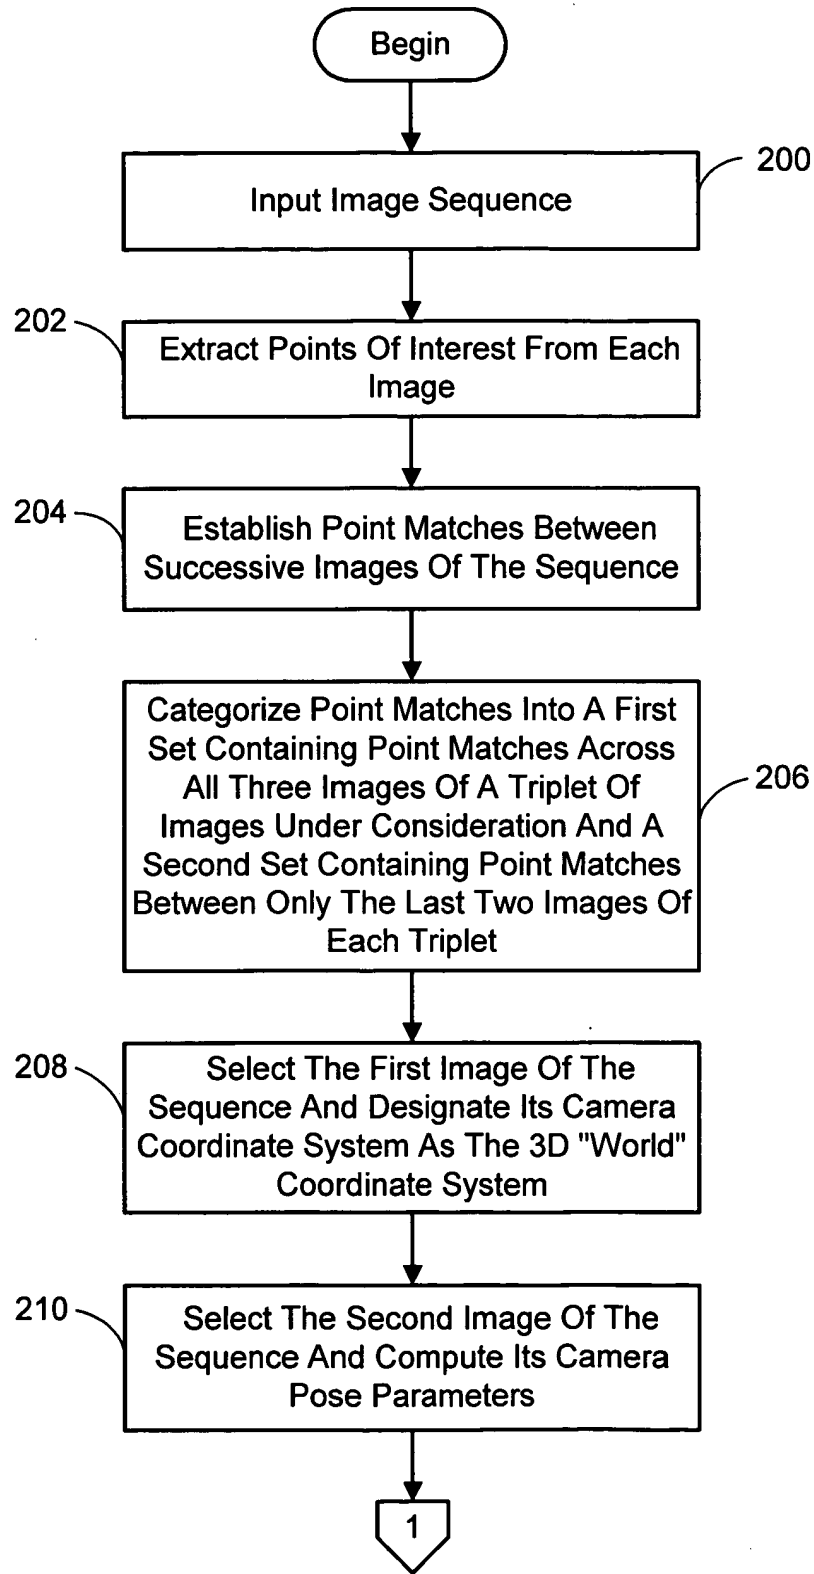 Begin
200
Input Image Sequence
202
Extract Points Of Interest From Each
Image
204
Establish Point Matches Between
Successive Images Of The Sequence
Categorize Point Matches Into A First
Set Containing Point Matches Across
All Three Images Of A Triplet Of
Images Under Consideration And A
Second Set Containing Point Matches
Between Only The Last Two Images Of
Each Triplet
206
208
Select The First Image Of The
Sequence And Designate Its Camera
Coordinate System As The 3D "World"
Coordinate System
210
Select The Second Image Of The
Sequence And Compute Its Camera
Pose Parameters
1